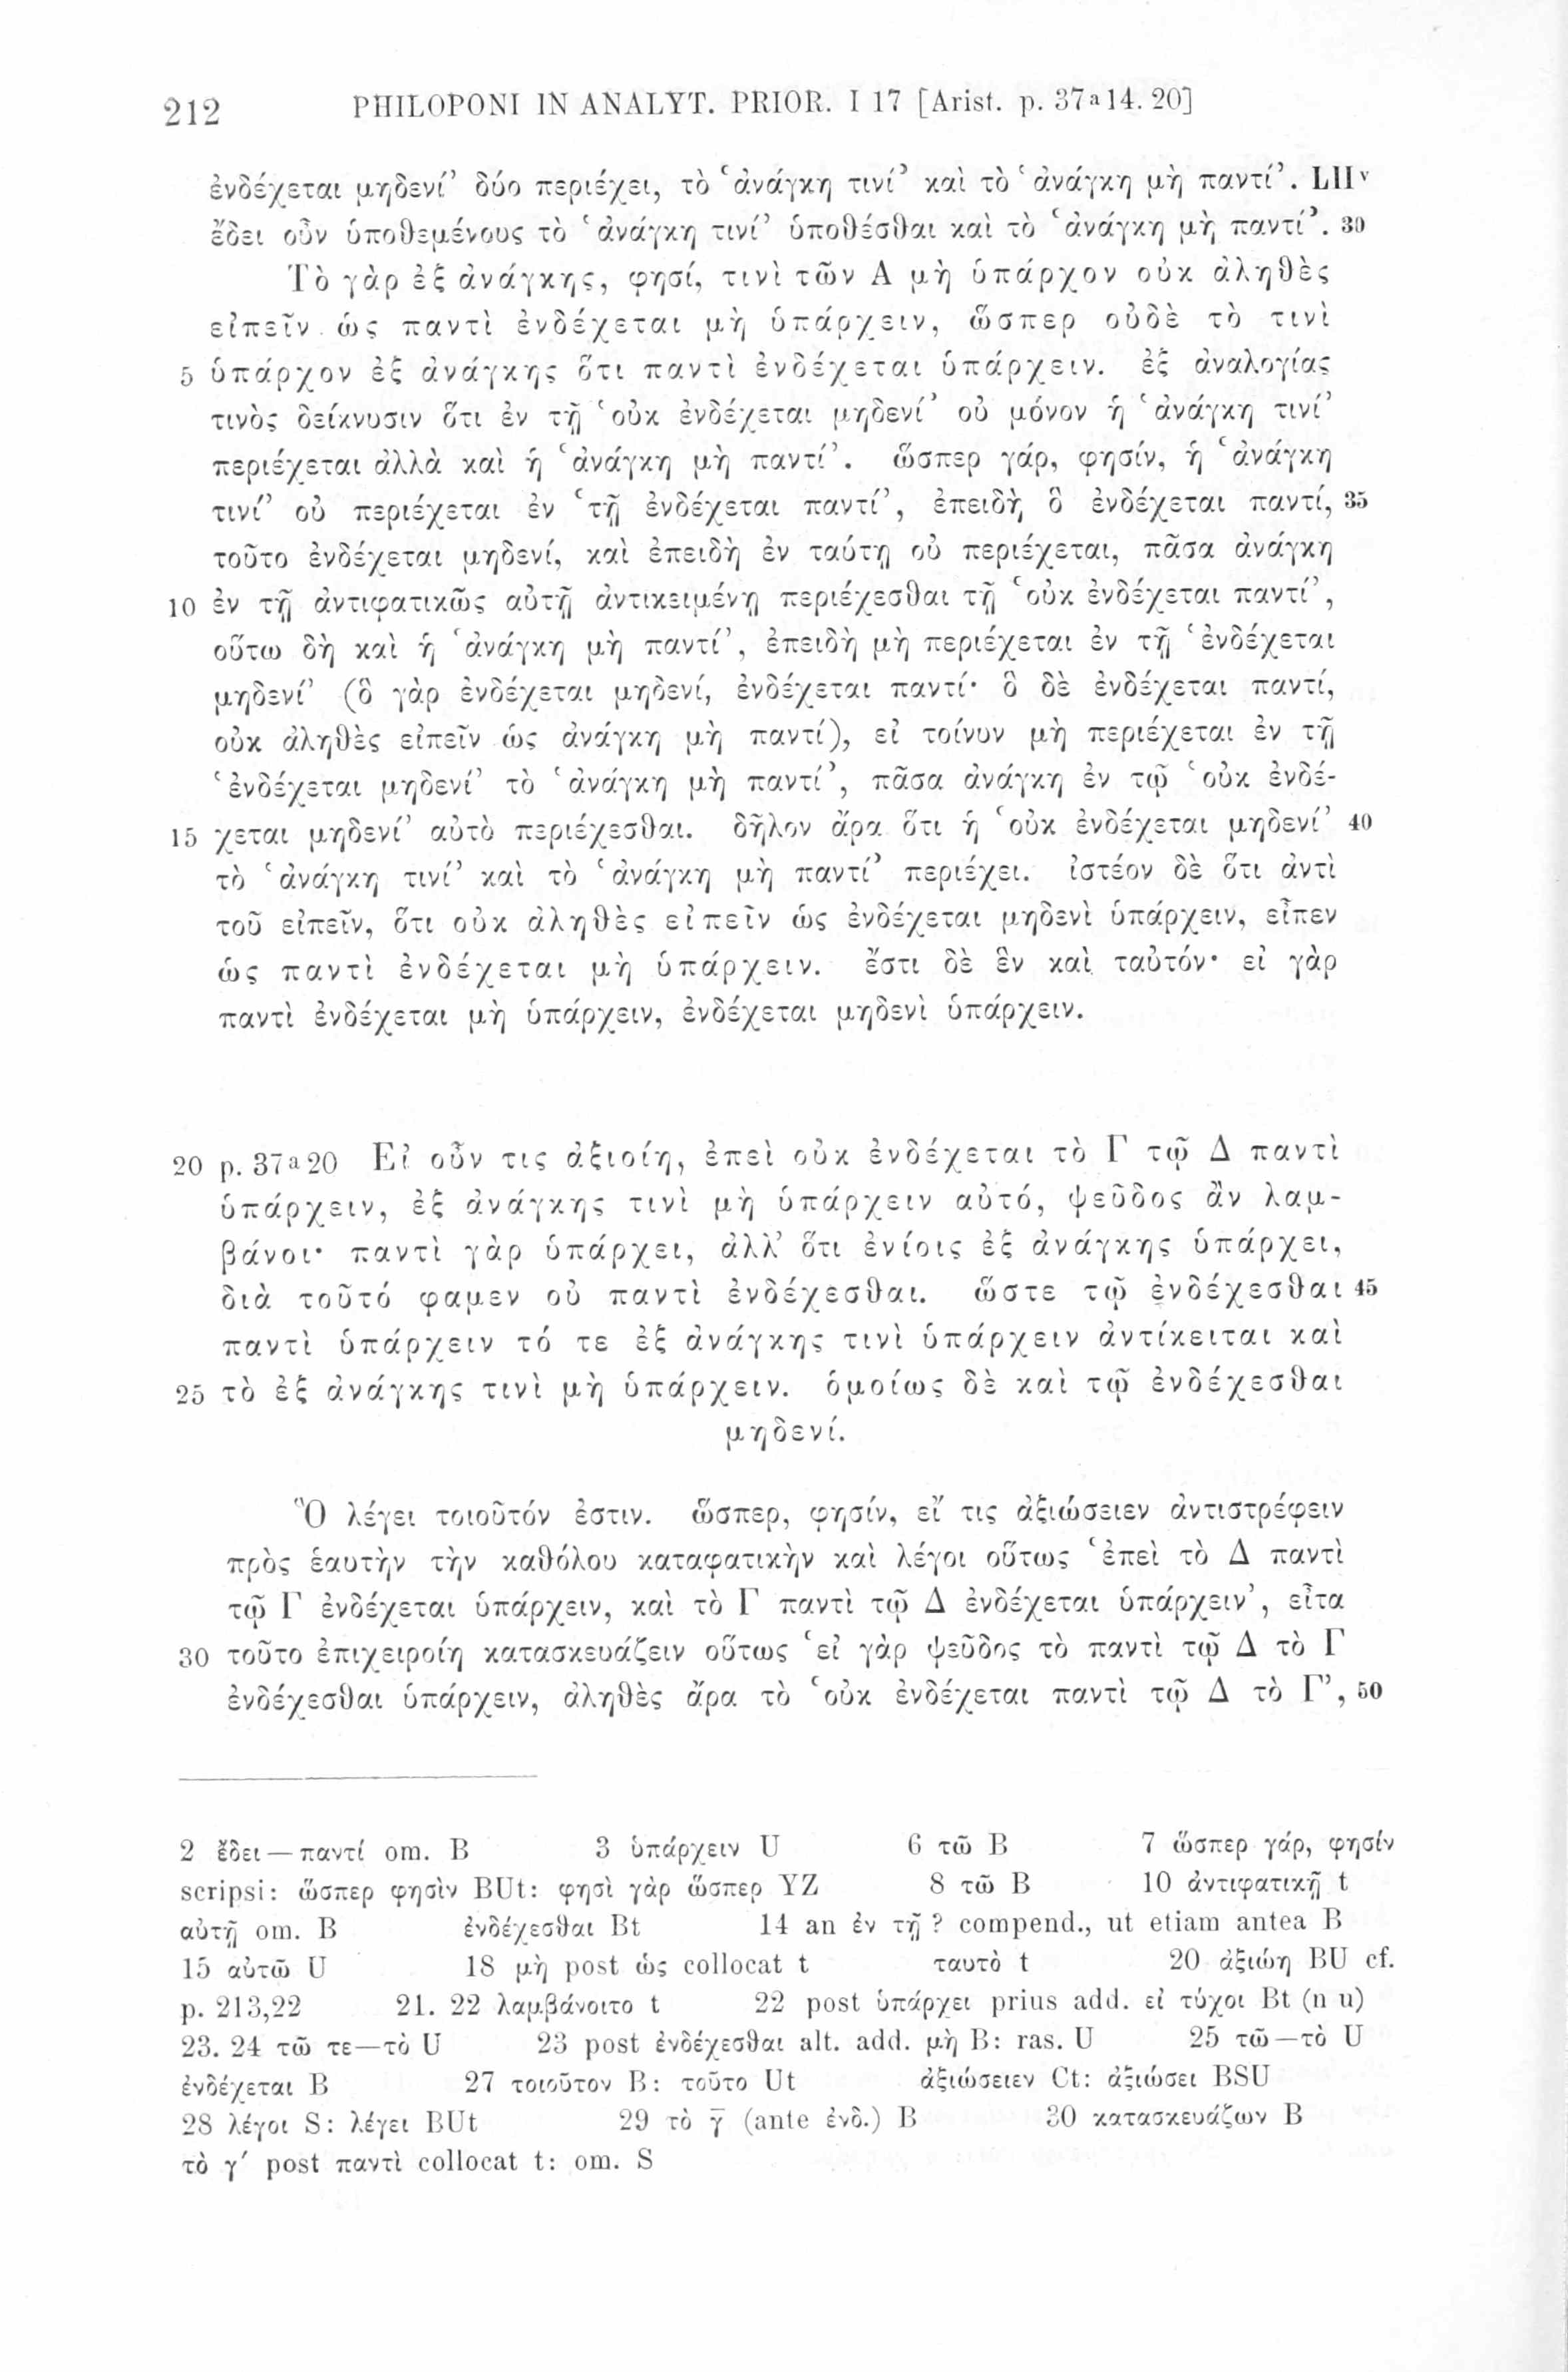 212 PHILOPONI IN ANALYT. PRIOR. I 17 [Arist. p. 37a14. 20]
ἐνδέχεται μηδενί’ δύο περιέχει, τὸ ‘ἀνάγκη τινί’ καὶ τὸ ‘ἀνάγκη μὴ παντί’. LIIv
ἔδει οὖν ὑποθεμένους τὸ ‘ἀνάγκη τινί’ ὑποθέσθαι καὶ τὸ ‘ἀνάγκη μὴ παντί’. 30
Τὸ γὰρ ἐξ ἀνάγκης, φησί, τινὶ τῶν Α μὴ ὑπάρχον οὐκ ἀληθὲς
εἰπεῖν ὡς παντὶ ἐνδέχεται μὴ ὑπάρχειν, ὥσπερ οὐδὲ τὸ τινὶ
5 ὑπάρχον ἐξ ἀνάγκης ὅτι παντὶ ἐνδέχεται ὑπάρχειν. ἐξ ἀναλογίας
τινὸς δείκνυσιν ὅτι ἐν τῇ ‘οὐκ ἐνδέχεται μηδενί’ οὐ μόνον ἡ ‘ἀνάγκη τινί’
περιέχεται ἀλλὰ καὶ ἡ ‘ἀνάγκη μὴ παντί’. ὥσπερ γάρ, φησίν, ἡ ‘ἀνάγκη
τινί’ οὐ περιέχεται ἐν ‘τῇ ἐνδέχεται παντί’, ἐπειδὴ ὃ ἐνδέχεται παντί, 35
τοῦτο ἐνδέχεται μηδενί, καὶ ἐπειδὴ ἐν ταύτῃ οὐ περιέχεται, πᾶσα ἀνάγκη
10 ἐν τῇ ἀντιφατικῶς αὐτῇ ἀντικειμένῃ περιέχεσθαι τῇ ‘οὐκ ἐνδέχεται παντί’,
οὕτω δὴ καὶ ἡ ‘ἀνάγκη μὴ παντί’, ἐπειδὴ μὴ περιέχεται ἐν τῇ ‘ἐνδέχεται
μηδενί’ (ὃ γὰρ ἐνδέχεται μηδενί, ἐνδέχεται παντί· ὃ δὲ ἐνδέχεται παντί,
οὐκ ἀληθὲς εἰπεῖν ὡς ἀνάγκη μὴ παντί), εἰ τοίνυν μὴ περιέχεται ἐν τῇ
‘ἐνδέχεται μηδενί’ τὸ ‘ἀνάγκη μὴ παντί’, πᾶσα ἀνάγκη ἐν τῷ ‘οὐκ ἐνδέ-
15 χεται μηδενί’ αὐτὸ περιέχεσθαι. δῆλον ἄρα ὅτι ἡ ‘οὐκ ἐνδέχεται μηδενί’ 40
τὸ ‘ἀνάγκη τινί’ καὶ τὸ ‘ἀνάγκη μὴ παντί’ περιέχει. ἰστέον δὲ ὅτι ἀντὶ
τοῦ εἰπεῖν, ὅτι οὐκ ἀληθὲς εἰπεῖν ὡς ἐνδέχεται μηδενὶ ὑπάρχειν, εἶπεν
ὡς παντὶ ἐνδέχεται μὴ ὑπάρχειν. ἔστι δὲ ἓν καὶ ταὐτόν· εἰ γὰρ
παντὶ ἐνδέχεται μὴ ὑπάρχειν, ἐνδέχεται μηδενὶ ὑπάρχειν.
20 p. 37a20 Εἰ οὖν τις ἀξιοίη, ἐπεὶ οὐκ ἐνδέχεται τὸ Γ τῷ Δ παντὶ
ὑπάρχειν, ἐξ ἀνάγκης τινὶ μὴ ὑπάρχειν αὐτό, ψεῦδος ἂν λαμ-
βάνοι· παντὶ γὰρ ὑπάρχει, ἀλλ’ ὅτι ἐνίοις ἐξ ἀνάγκης ὑπάρχει,
διὰ τοῦτό φαμεν οὐ παντὶ ἐνδέχεσθαι. ὥστε τῷ ἐνδέχεσθαι 45
παντὶ ὑπάρχειν τό τε ἐξ ἀνάγκης τινὶ ὑπάρχειν ἀντίκειται καὶ
25 τὸ ἐξ ἀνάγκης τινὶ μὴ ὑπάρχειν. ὁμοίως δὲ καὶ τῷ ἐνδέχεσθαι
μηδενί.
Ὃ λέγει τοιοῦτόν ἐστιν. ὥσπερ, φησίν, εἴ τις ἀξιώσειεν ἀντιστρέφειν
πρὸς ἑαυτὴν τὴν καθόλου καταφατικὴν καὶ λέγοι οὕτως ‘ἐπεὶ τὸ Δ παντὶ
τῷ Γ ἐνδέχεται ὑπάρχειν, καὶ τὸ Γ παντὶ τῷ Δ ἐνδέχεται ὑπάρχειν’, εἶτα
30 τοῦτο ἐπιχειροίη κατασκευάζειν οὕτως ‘εἰ γὰρ ψεῦδος τὸ παντὶ τῷ Δ τὸ Γ
ἐνδέχεσθαι ὑπάρχειν, ἀληθὲς ἄρα τὸ ‘οὐκ ἐνδέχεται παντὶ τῷ Δ τὸ Γ’, 50
2 ἔδει—παντί om. B 3 ὑπάρχειν U 6 τῶ B 7 ὥσπερ γάρ, φησίν
scripsi: ὥσπερ φησὶν BUt: φησὶ γὰρ ὥσπερ YZ 8 τῶ B 10 ἀντιφατικῇ t
αὐτῇ om. B ἐνδέχεσθαι Bt 14 an ἐν τῇ? compend., ut etiam antea B
15 αὐτῶ U 18 μὴ post ὡς collocat t ταυτὸ t 20 ἀξιώη BU cf.
p. 213,22 21. 22 λαμβάνοιτο t 22 post ὑπάρχει prius add. εἰ τύχοι Bt (n u)
23. 24 τῶ τε—τὸ U 23 post ἐνδέχεσθαι alt. add. μὴ B: ras. U 25 τῶ—τὸ U
ἐνδέχεται B 27 τοιοῦτον B: τοῦτο Ut ἀξιώσειεν Ct: ἀξιώσει BSU
28 λέγοι S: λέγει BUt 29 τὸ γ̄ (ante ἐνδ.) B 30 κατασκευάζων B
τὸ γ′ post παντὶ collocat t: om. S